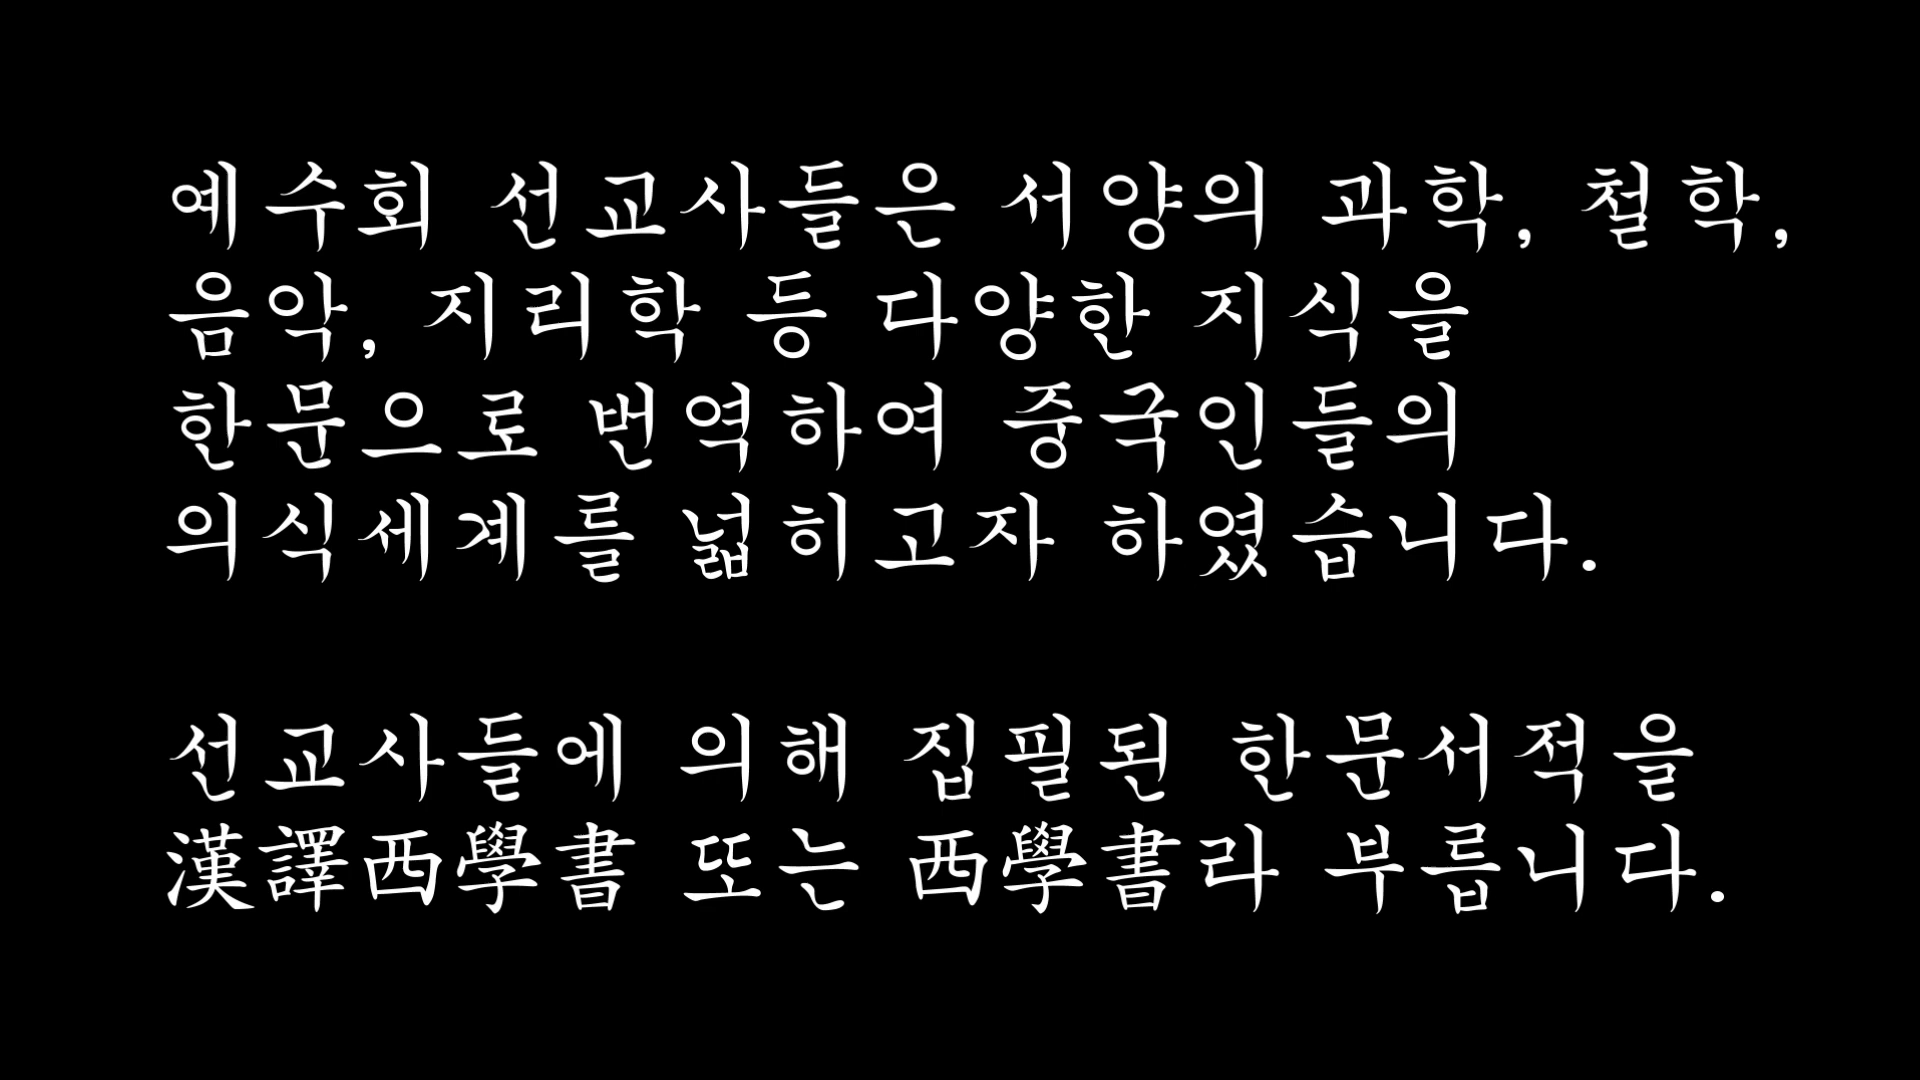 예수회 선교사들은 서양의 과학, 철학,
음악, 지리학 등 다양한 지식을
한문으로 번역하여 중국인들의
의식세계를 넓히고자 하였습니다.
선교사들에 의해 집필된 한문서적을
漢譯西學書 또는 西學書라 부릅니다.